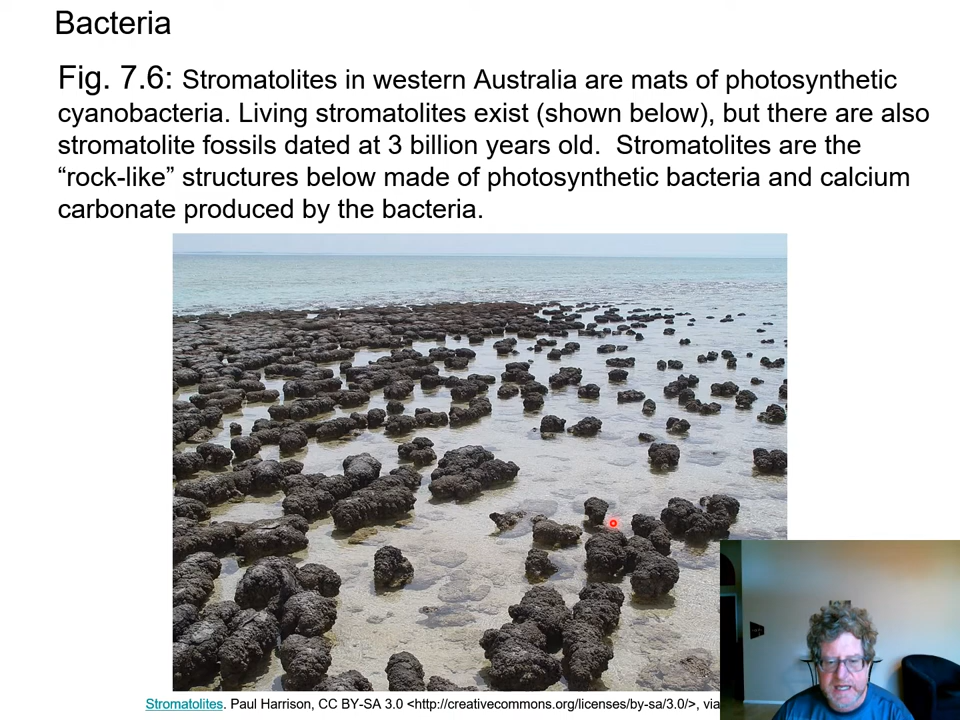 Bacteria
Fig. 7.6: Stromatolites in western Australia are mats of photosynthetic
cyanobacteria. Living stromatolites exist (shown below), but there are also
stromatolite fossils dated at 3 billion years old.  Stromatolites are the
“rock-like” structures below made of photosynthetic bacteria and calcium
carbonate produced by the bacteria.
Stromatolites. Paul Harrison, CC BY-SA 3.0 <http://creativecommons.org/licenses/by-sa/3.0/>, via